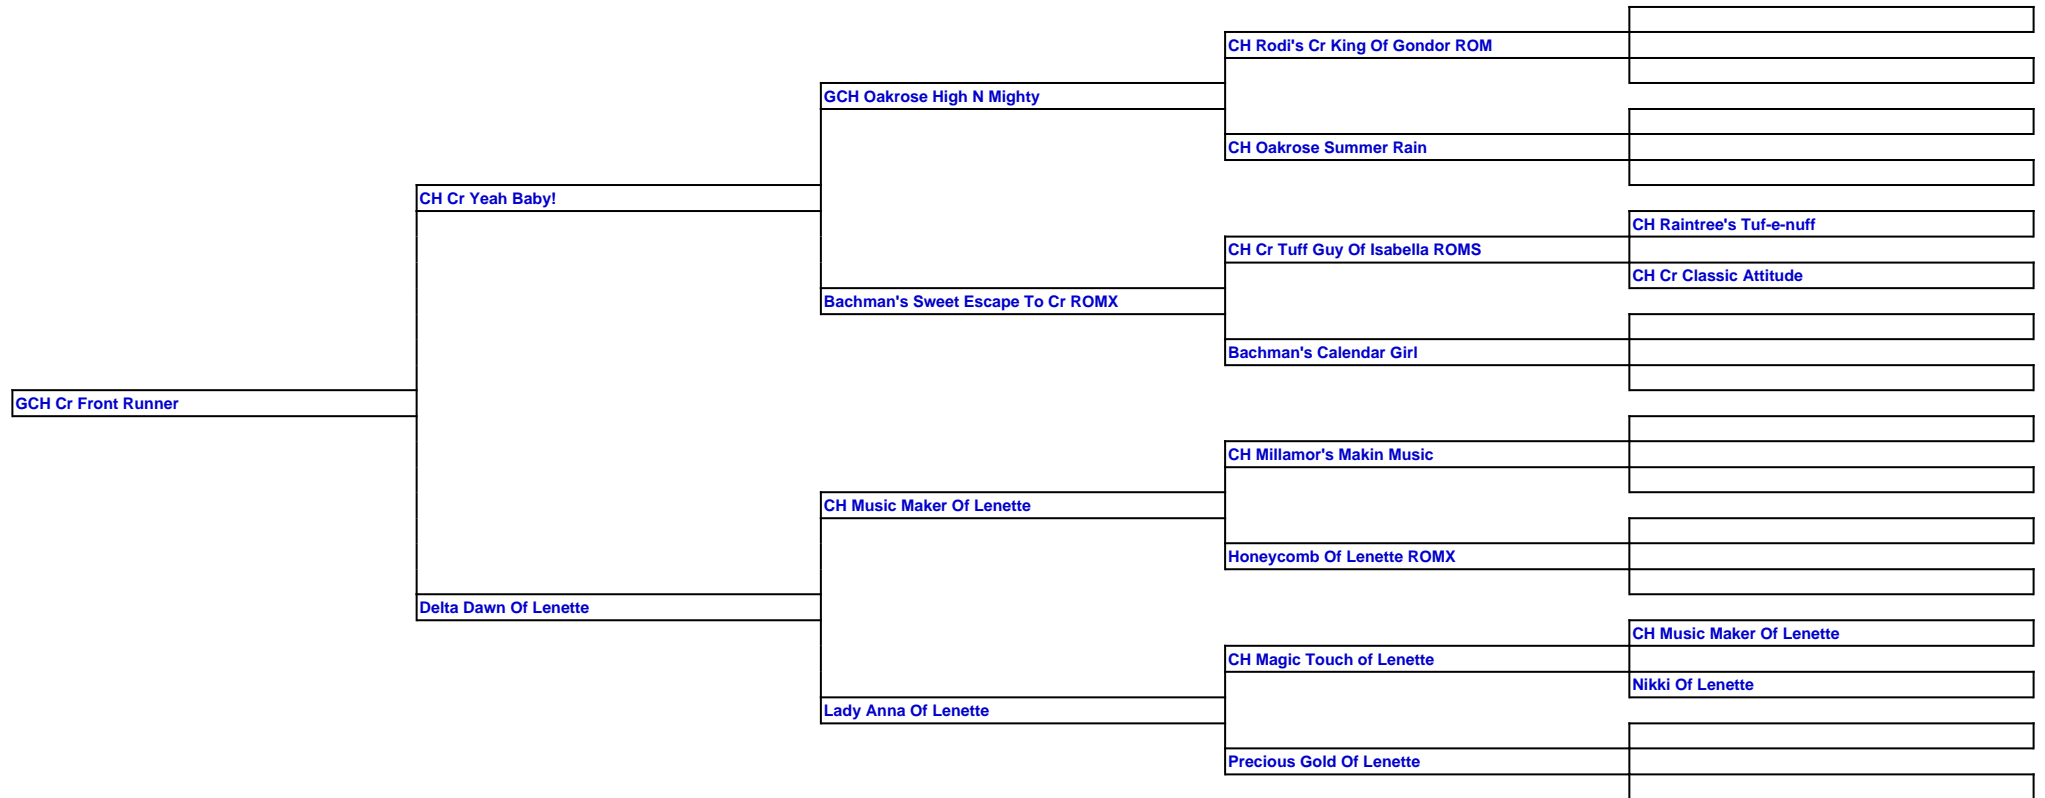 CH Rodi's Cr King Of Gondor ROM
GCH Oakrose High N Mighty
CH Oakrose Summer Rain
CH Cr Yeah Baby!
CH Raintree's Tuf-e-nuff
CH Cr Tuff Guy Of Isabella ROMS
CH Cr Classic Attitude
Bachman's Sweet Escape To Cr ROMX
Bachman's Calendar Girl
GCH Cr Front Runner
CH Millamor's Makin Music
CH Music Maker Of Lenette
Honeycomb Of Lenette ROMX
Delta Dawn Of Lenette
CH Music Maker Of Lenette
CH Magic Touch of Lenette
Nikki Of Lenette
Lady Anna Of Lenette
Precious Gold Of Lenette